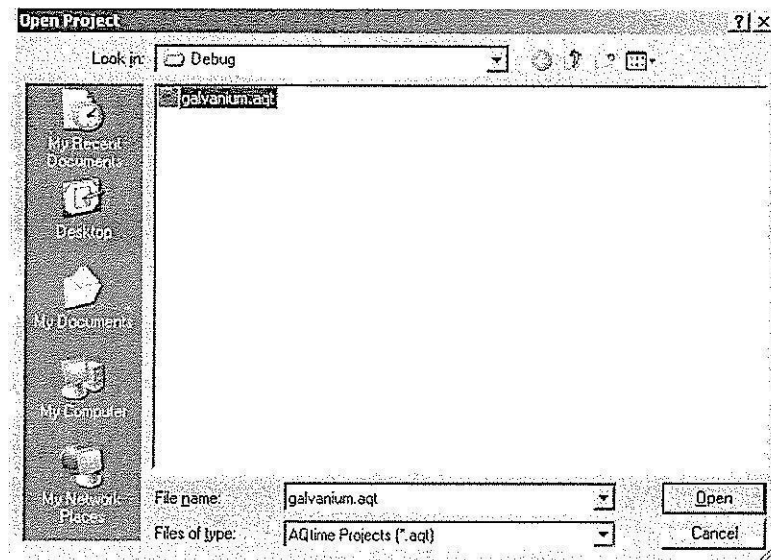 Open Project
? ×
Look in: Debug
galvanium.aqt
My Recent
Documents
Desktop
My Documents
My Computer
My Network
Places
File name: galvanium.aqt Open
Files of type: AQtime Projects (*.aqt) Cancel